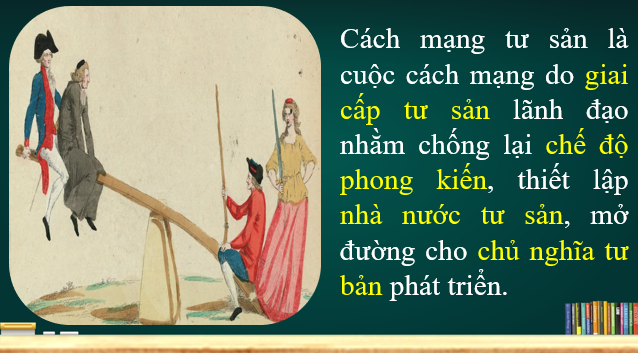 Cách mạng tư sản là
cuộc cách mạng do giai
cấp tư sản lãnh đạo
nhằm chống lại chế độ
phong kiến, thiết lập
nhà nước tư sản, mở
đường cho chủ nghĩa tư
bản phát triển.